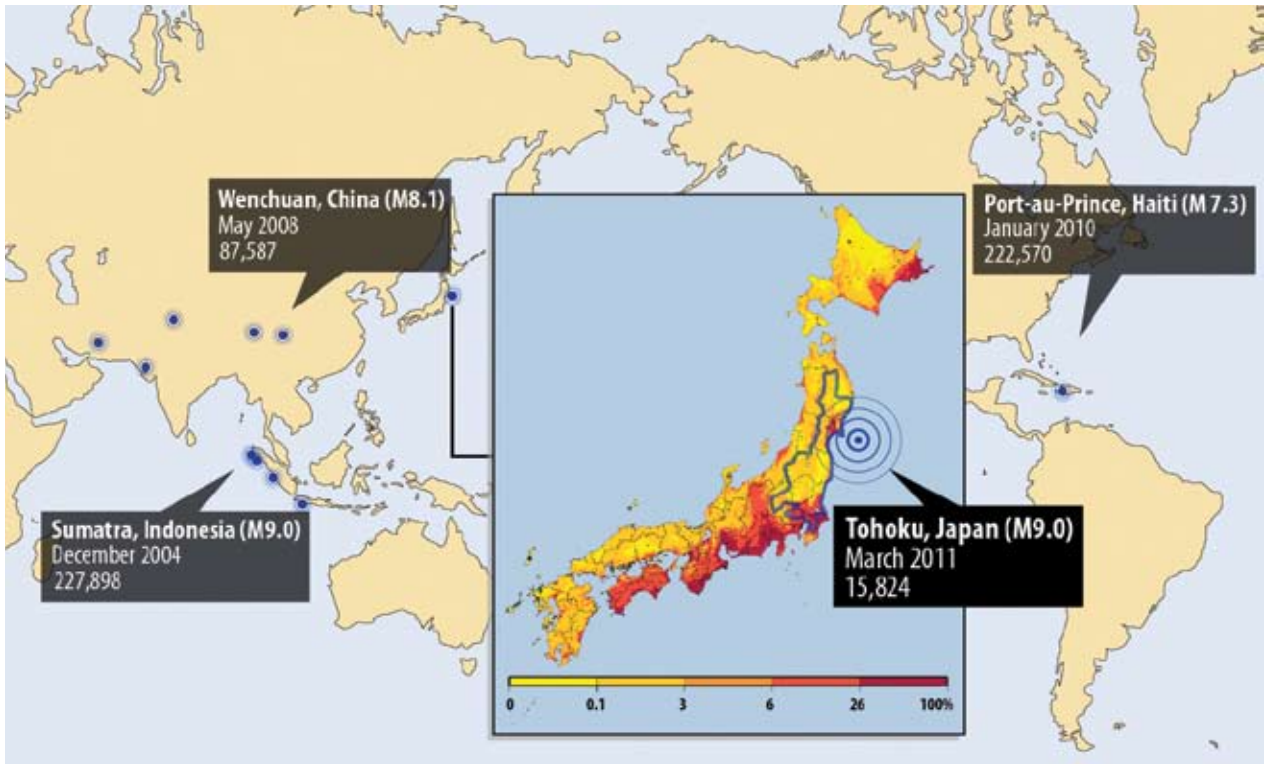 Wenchuan, China (M8.1)
May 2008
87,587
Port-au-Prince, Haiti (M 7.3)
January 2010
222,570
Sumatra, Indonesia (M9.0)
December 2004
227,898
Tohoku, Japan (M9.0)
March 2011
15,824
0 0.1 3 6 26 100%